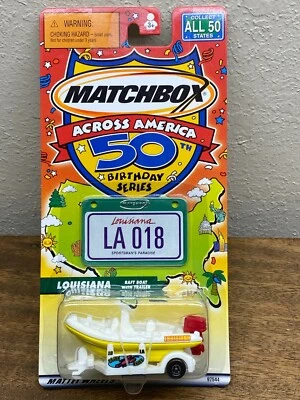 WARNING:
CHOKING HAZARD-Small parts.
Not for children under 3 years.
3+
COLLECT
ALL 50
STATES
MATCHBOX
ACROSS AMERICA
50TH
BIRTHDAY
SERIES
Louisiana
LA 018
SPORTSMAN'S PARADISE
LOUISIANA
RAFT BOAT
WITH TRAILER
MATTEL WHEELS